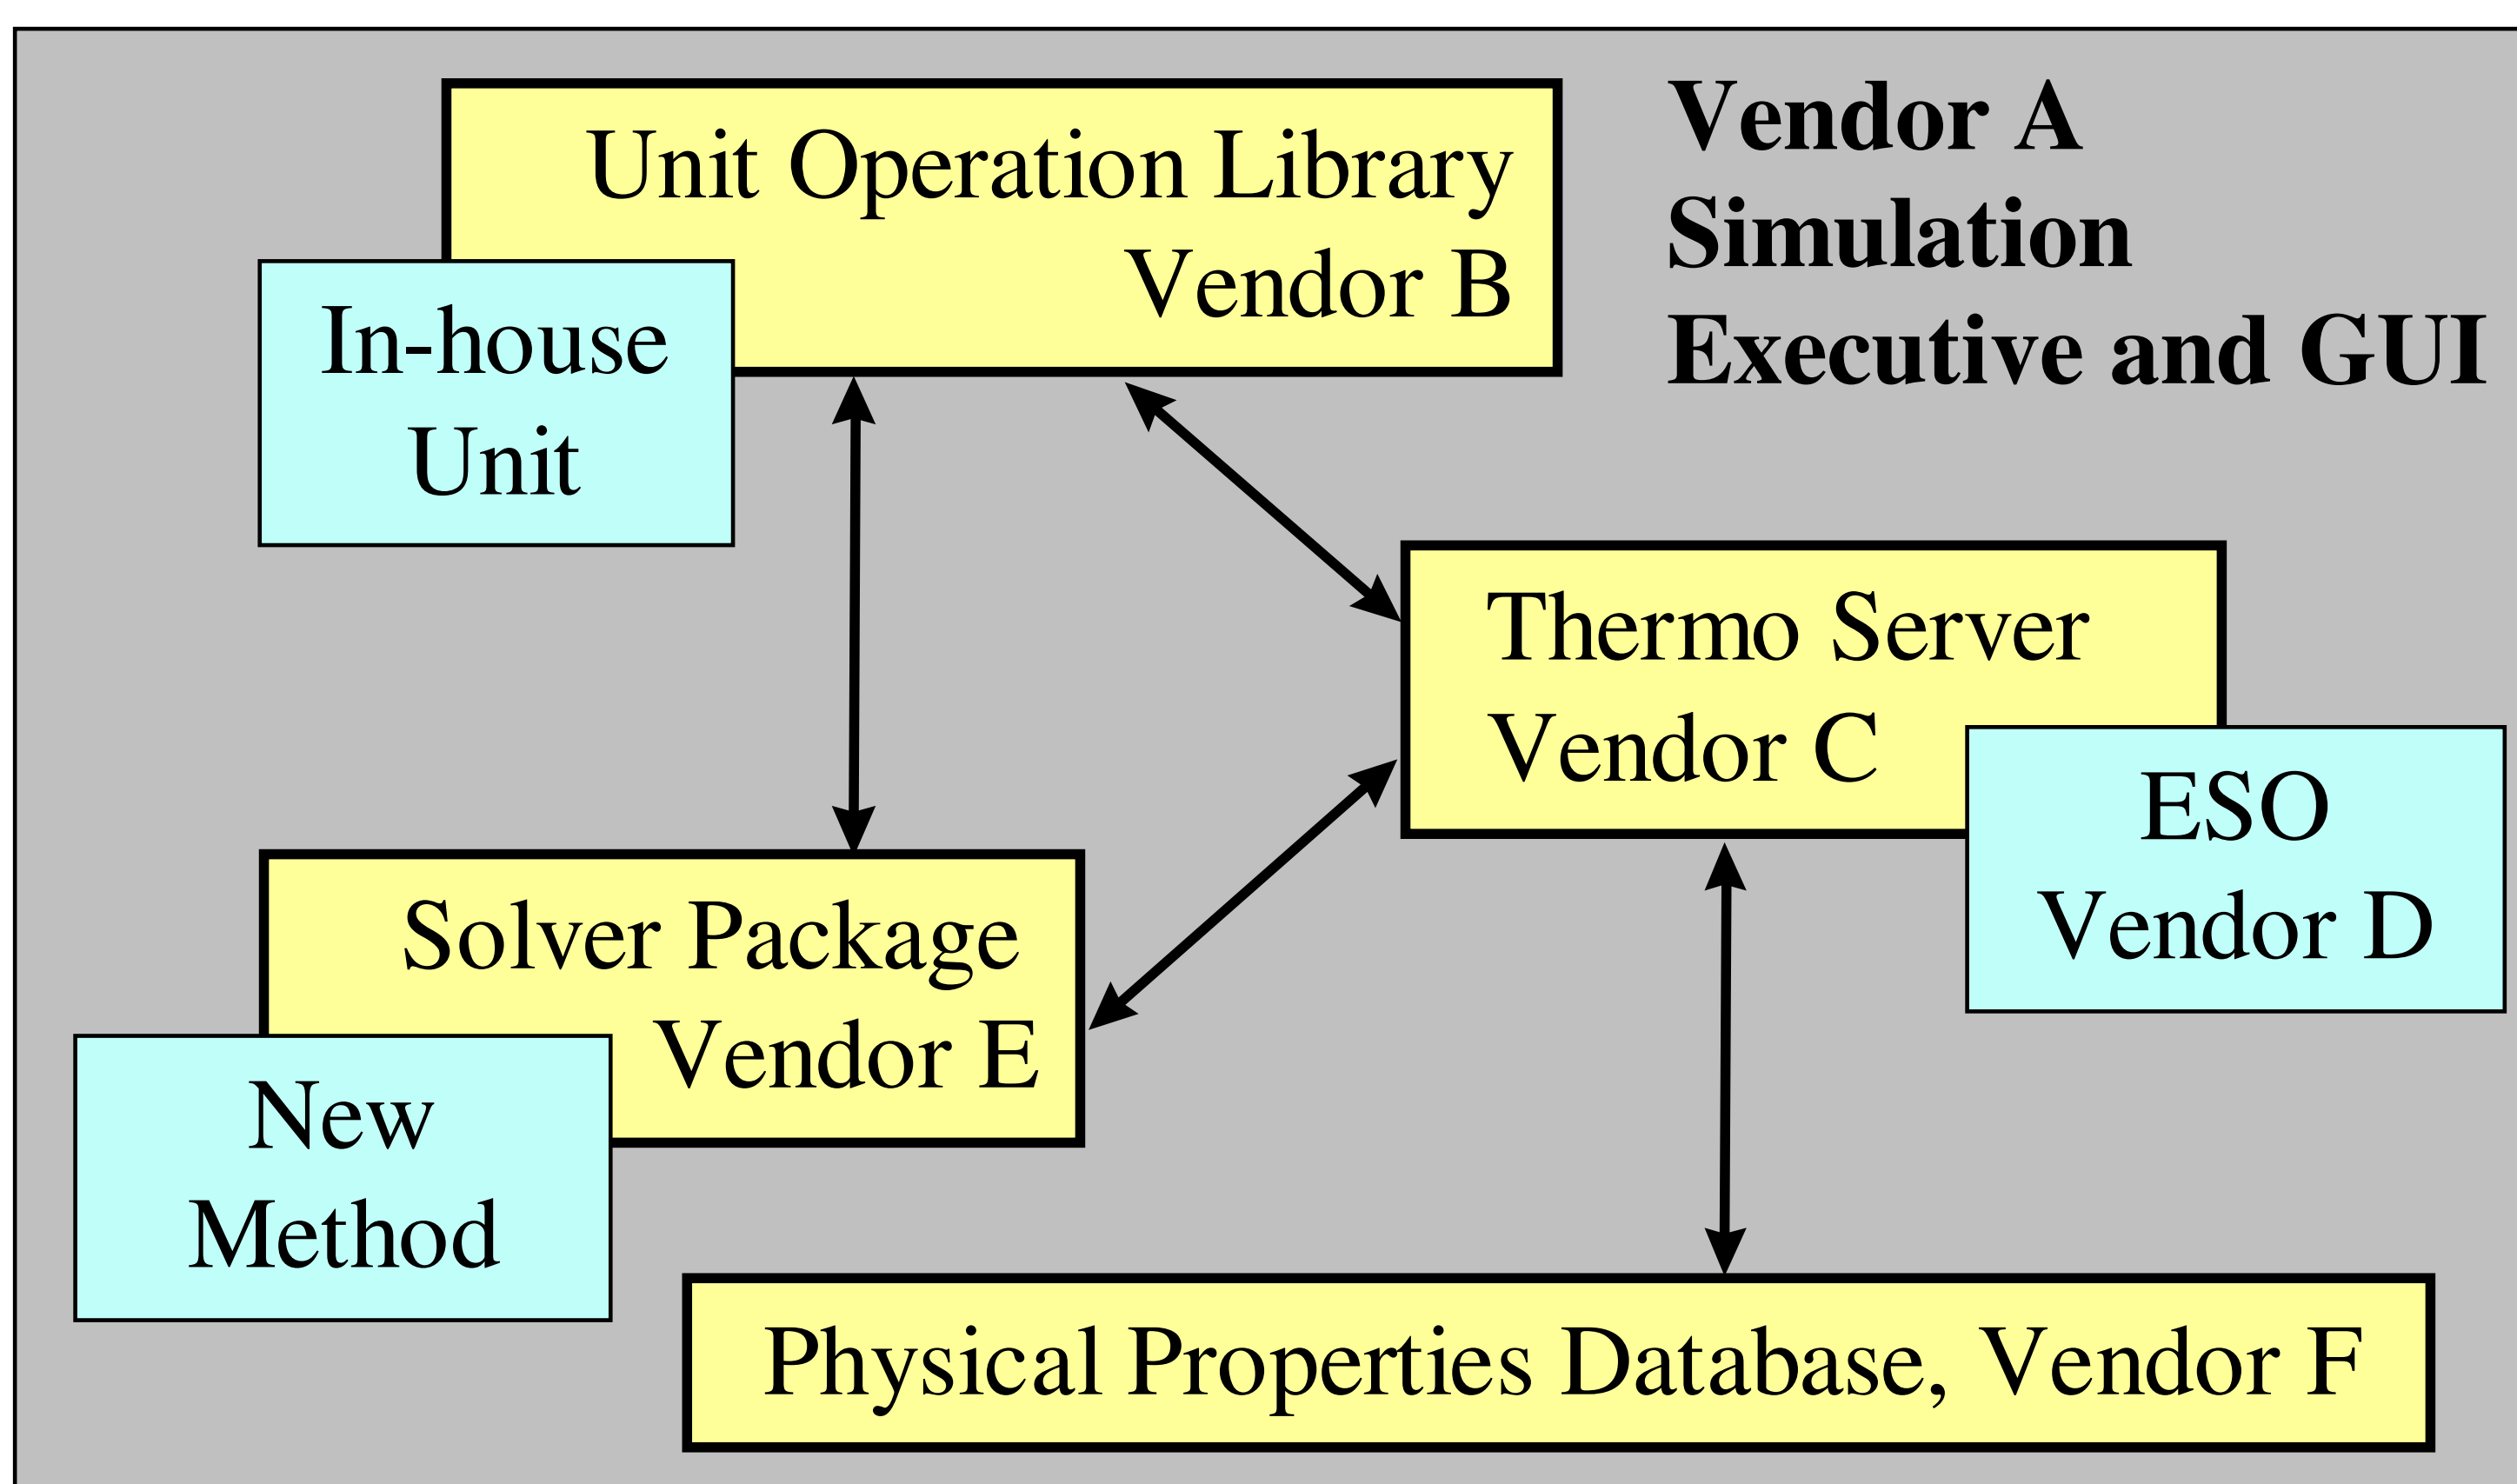 Unit Operation Library
Vendor B
Vendor A
Simulation
Executive and GUI
In-house
Unit
Thermo Server
Vendor C
ESO
Vendor D
Solver Package
Vendor E
New
Method
Physical Properties Database, Vendor F